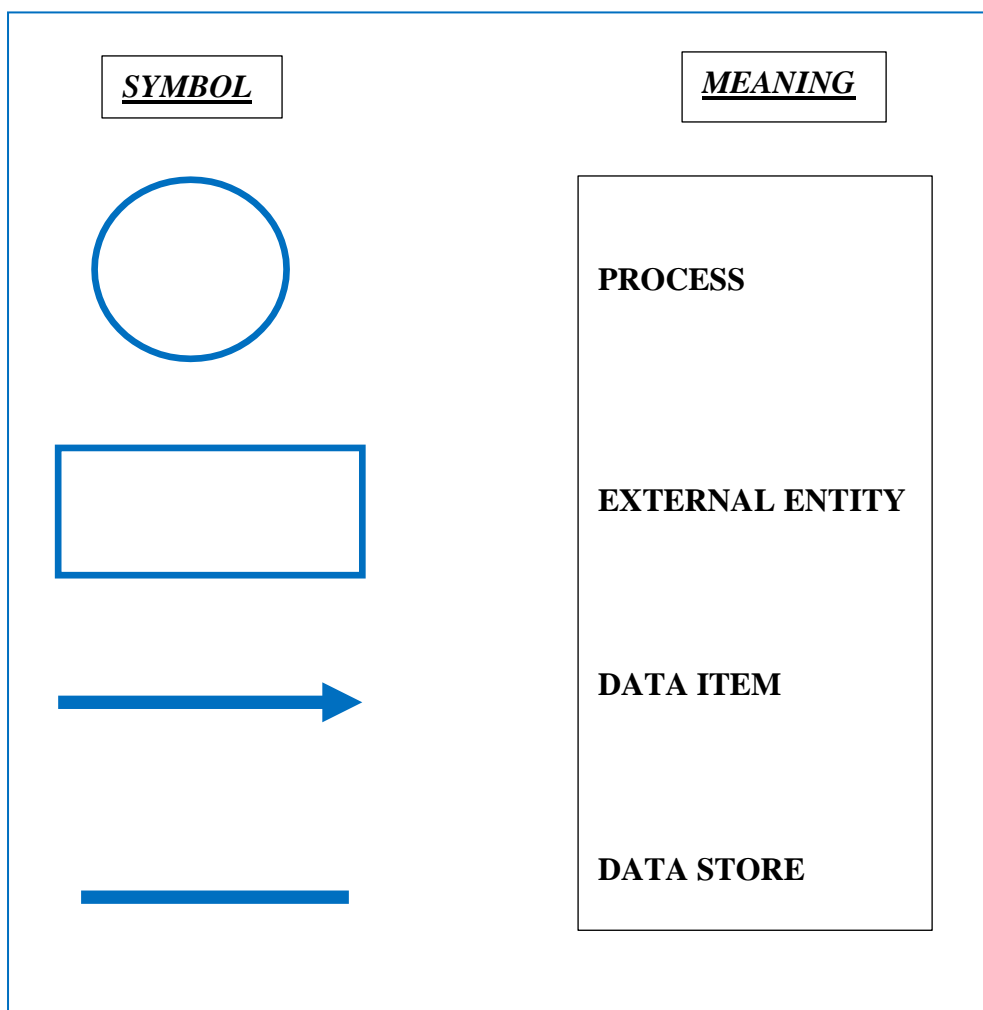 SYMBOL
MEANING
PROCESS
EXTERNAL ENTITY
DATA ITEM
DATA STORE